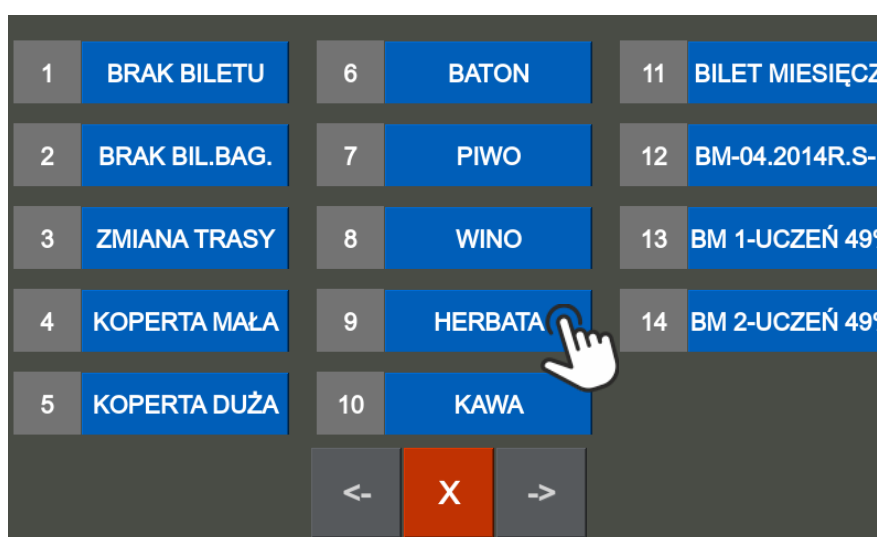 1 BRAK BILETU
2 BRAK BIL.BAG.
3 ZMIANA TRASY
4 KOPERTA MAŁA
5 KOPERTA DUŻA
6 BATON
7 PIWO
8 WINO
9 HERBATA
10 KAWA
11 BILET MIESIĘCZ
12 BM-04.2014R.S-
13 BM 1-UCZEŃ 49%
14 BM 2-UCZEŃ 49%
<- X ->